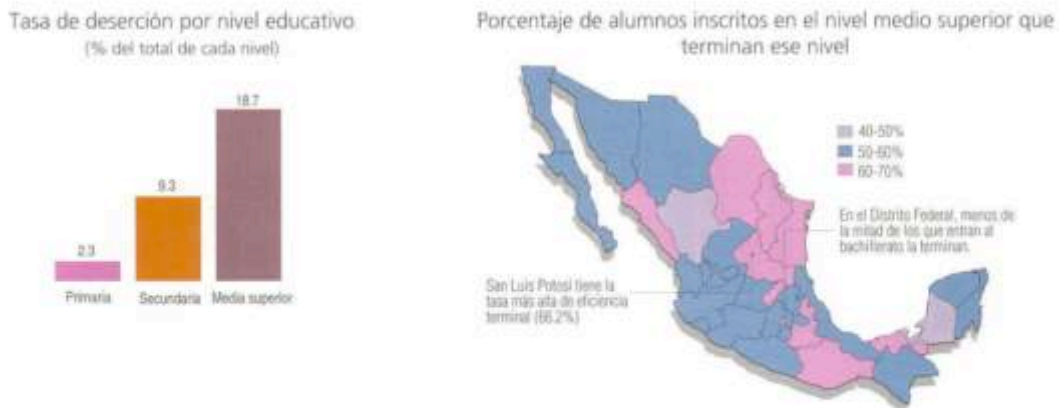 Tasa de deserción por nivel educativo
(% del total de cada nivel)
18.7
9.3
2.3
Primaria
Secundaria
Media superior
Porcentaje de alumnos inscritos en el nivel medio superior que
terminan ese nivel
40-50%
50-60%
60-70%
En el Distrito Federal, menos de
la mitad de los que entran al
bachillerato la terminan.
San Luis Potosí tiene la
tasa más alta de eficiencia
terminal (66.2%)